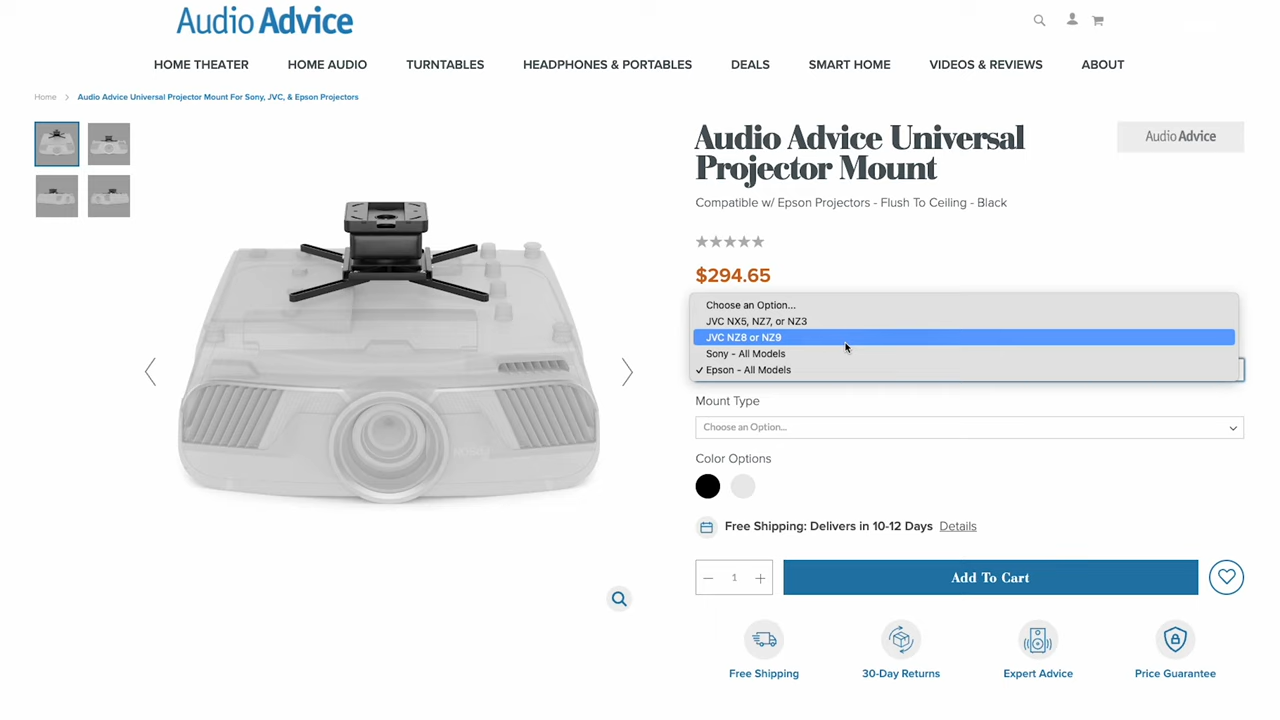 Audio Advice
HOME THEATER
HOME AUDIO
TURNTABLES
HEADPHONES & PORTABLES
DEALS
SMART HOME
VIDEOS & REVIEWS
ABOUT
Home
Audio Advice Universal Projector Mount For Sony, JVC, & Epson Projectors
Audio Advice Universal
Projector Mount
Audio Advice
Compatible w/ Epson Projectors - Flush To Ceiling - Black
$294.65
Choose an Option...
JVC NX5, NZ7, or NZ3
JVC NZ8 or NZ9
Sony - All Models
✓ Epson - All Models
Mount Type
Choose an Option...
Color Options
Free Shipping: Delivers in 10-12 Days Details
1
Add To Cart
Free Shipping
30-Day Returns
Expert Advice
Price Guarantee